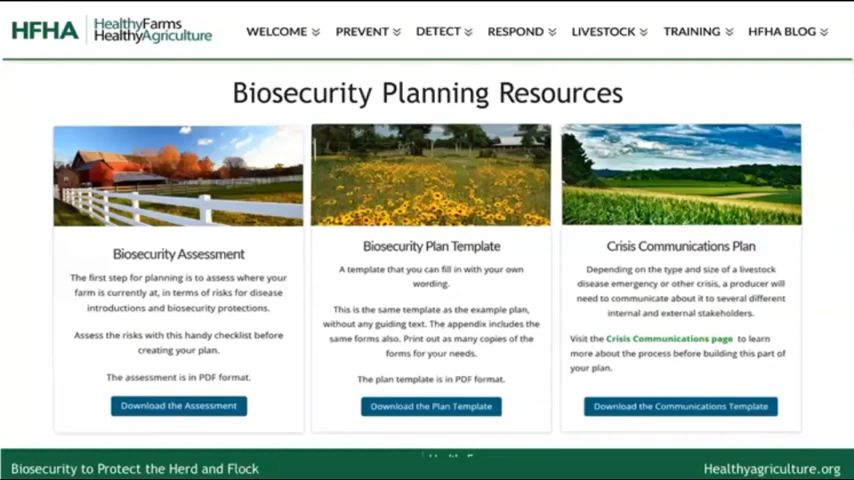 HFHA
HealthyFarms
HealthyAgriculture
WELCOME
PREVENT
DETECT
RESPOND
LIVESTOCK
TRAINING
HFHA BLOG
Biosecurity Planning Resources
Biosecurity Assessment
The first step for planning is to assess where your
farm is currently at, in terms of risks for disease
introductions and biosecurity protections.
Assess the risks with this handy checklist before
creating your plan.
The assessment is in PDF format.
Download the Assessment
Biosecurity Plan Template
A template that you can fill in with your own
wording.
This is the same template as the example plan,
without any guiding text. The appendix includes the
same forms also. Print out as many copies of the
forms for your needs.
The plan template is in PDF format.
Download the Plan Template
Crisis Communications Plan
Depending on the type and size of a livestock
disease emergency or other crisis, a producer will
need to communicate about it to several different
internal and external stakeholders.
Visit the Crisis Communications page to learn
more about the process before building this part of
your plan.
Download the Communications Template
Biosecurity to Protect the Herd and Flock
Healthyagriculture.org